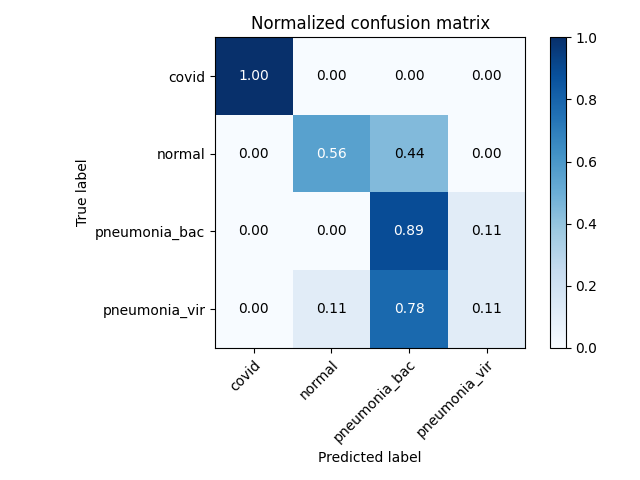 Normalized confusion matrix
True label
covid 1.00 0.00 0.00 0.00
normal 0.00 0.56 0.44 0.00
pneumonia_bac 0.00 0.00 0.89 0.11
pneumonia_vir 0.00 0.11 0.78 0.11
covid normal pneumonia_bac pneumonia_vir
Predicted label
1.0
0.8
0.6
0.4
0.2
0.0